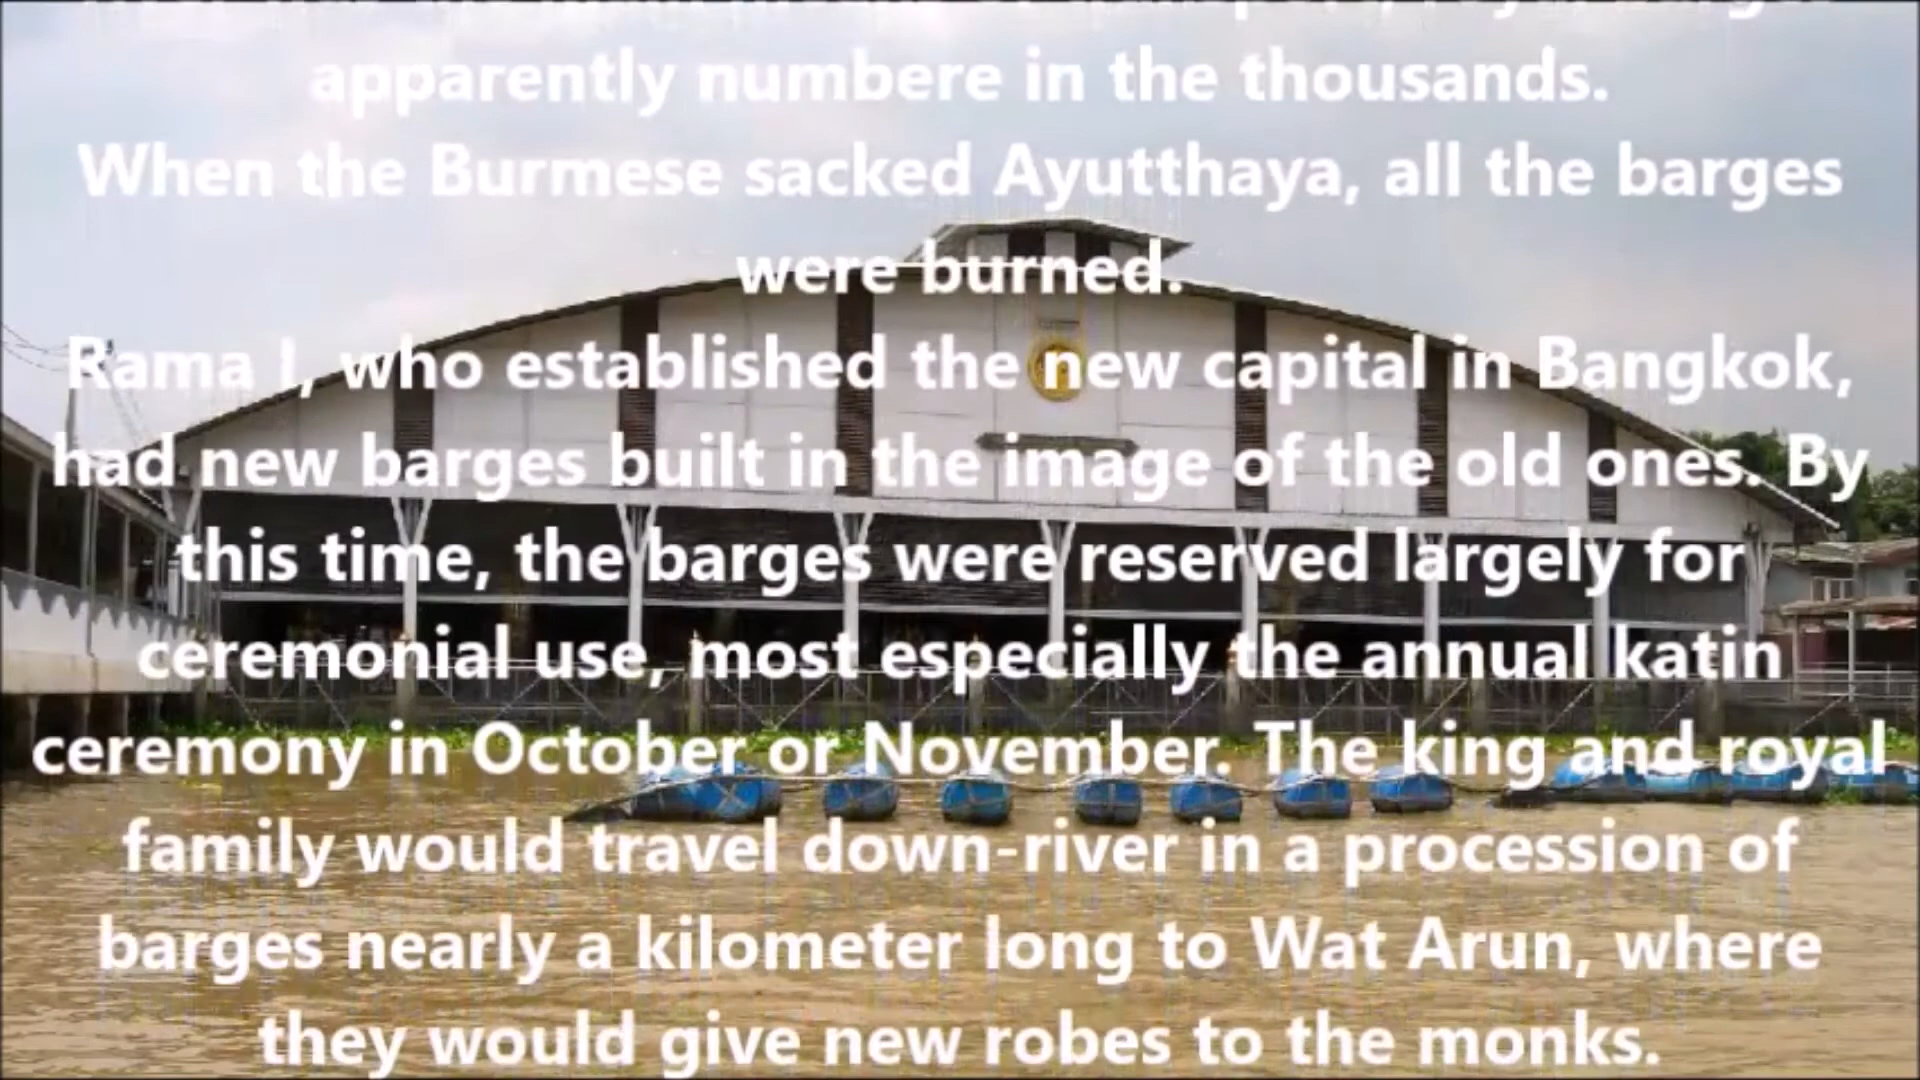 apparently numbere in the thousands.
When the Burmese sacked Ayutthaya, all the barges
were burned.
Rama I, who established the new capital in Bangkok,
had new barges built in the image of the old ones. By
this time, the barges were reserved largely for
ceremonial use, most especially the annual katin
ceremony in October or November. The king and royal
family would travel down-river in a procession of
barges nearly a kilometer long to Wat Arun, where
they would give new robes to the monks.